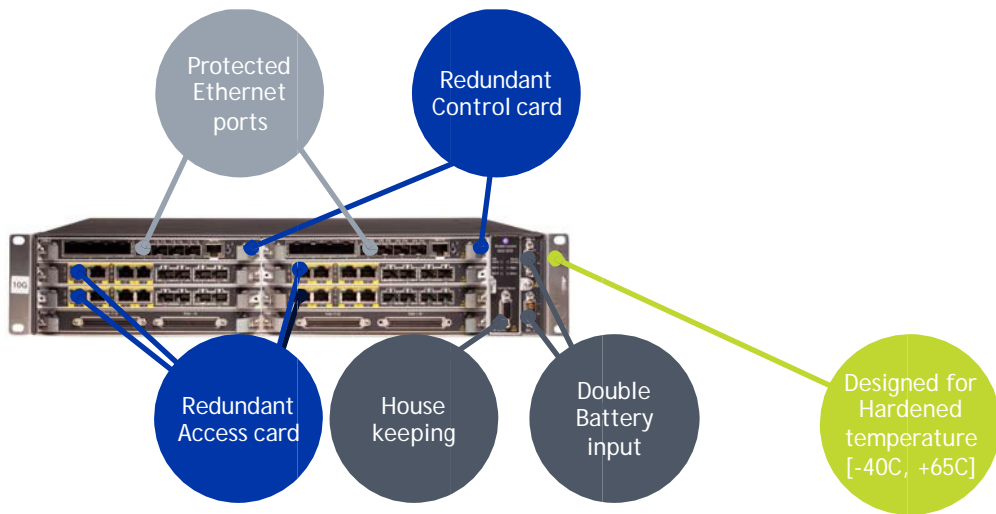 Protected
Ethernet
ports
Redundant
Control card
10G
Redundant
Access card
House
keeping
Double
Battery
input
Designed for
Hardened
temperature
[-40C, +65C]